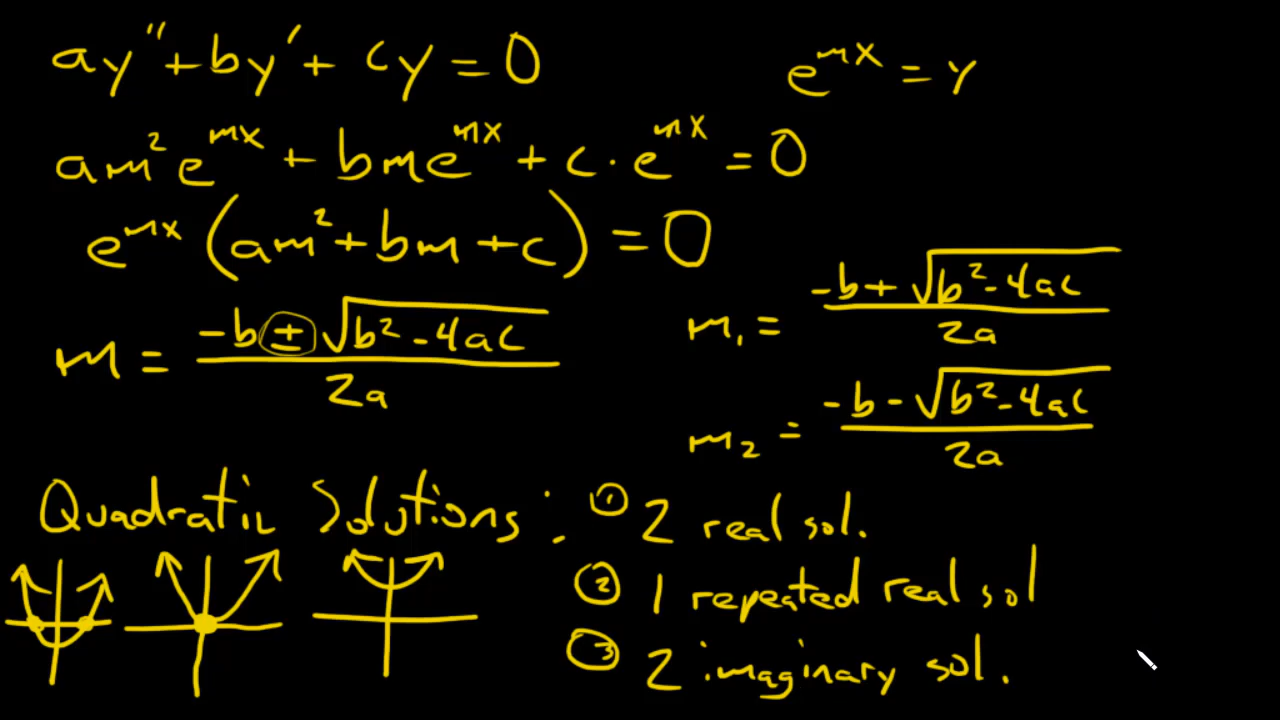 ay'' + by' + cy = 0
e^{mx} = y
am²e^{mx} + bme^{mx} + c · e^{mx} = 0
e^{mx}(am² + bm + c) = 0
m = (-b ± √(b² - 4ac)) / 2a
m₁ = (-b + √(b² - 4ac)) / 2a
m₂ = (-b - √(b² - 4ac)) / 2a
Quadratic Solutions:
① 2 real sol.
② 1 repeated real sol
③ 2 imaginary sol.